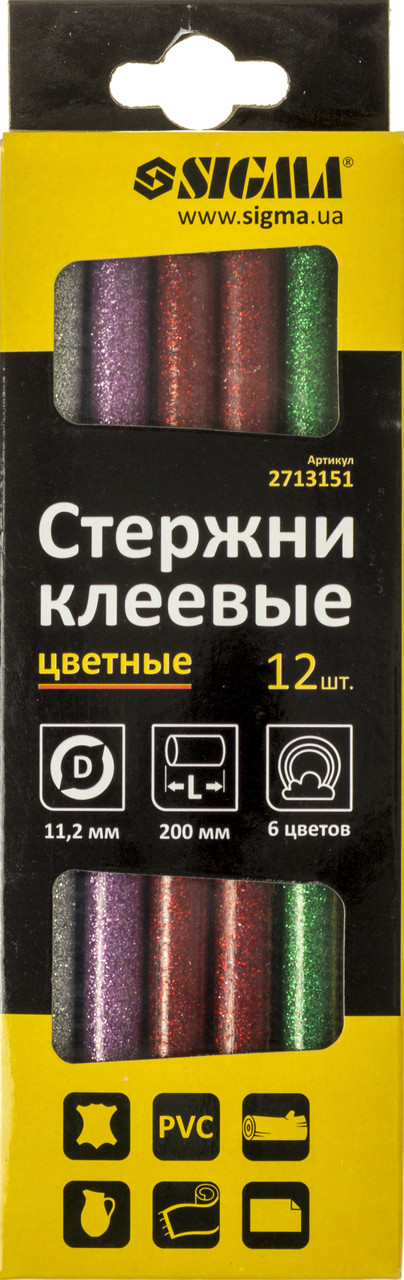 SIGMA®
www.sigma.ua
Артикул
2713151
Стержни
клеевые
цветные 12шт.
D L
11,2 мм 200 мм 6 цветов
PVC